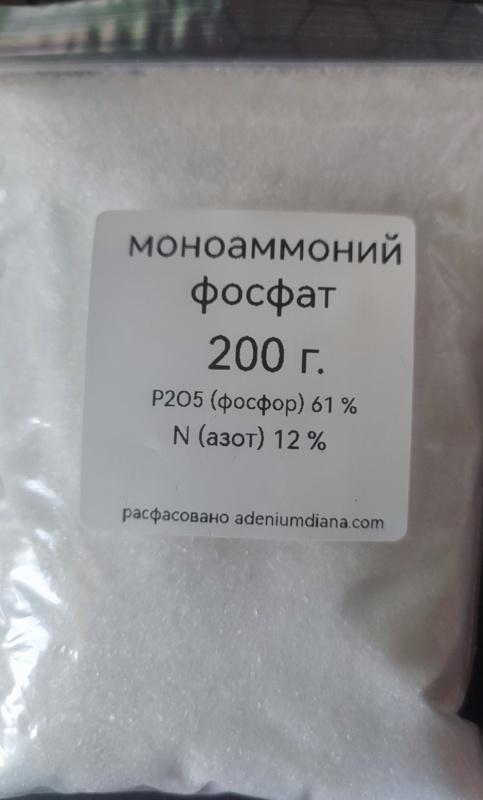 моноаммоний
фосфат
200 г.
P2O5 (фосфор) 61 %
N (азот) 12 %
расфасовано adeniumdiana.com